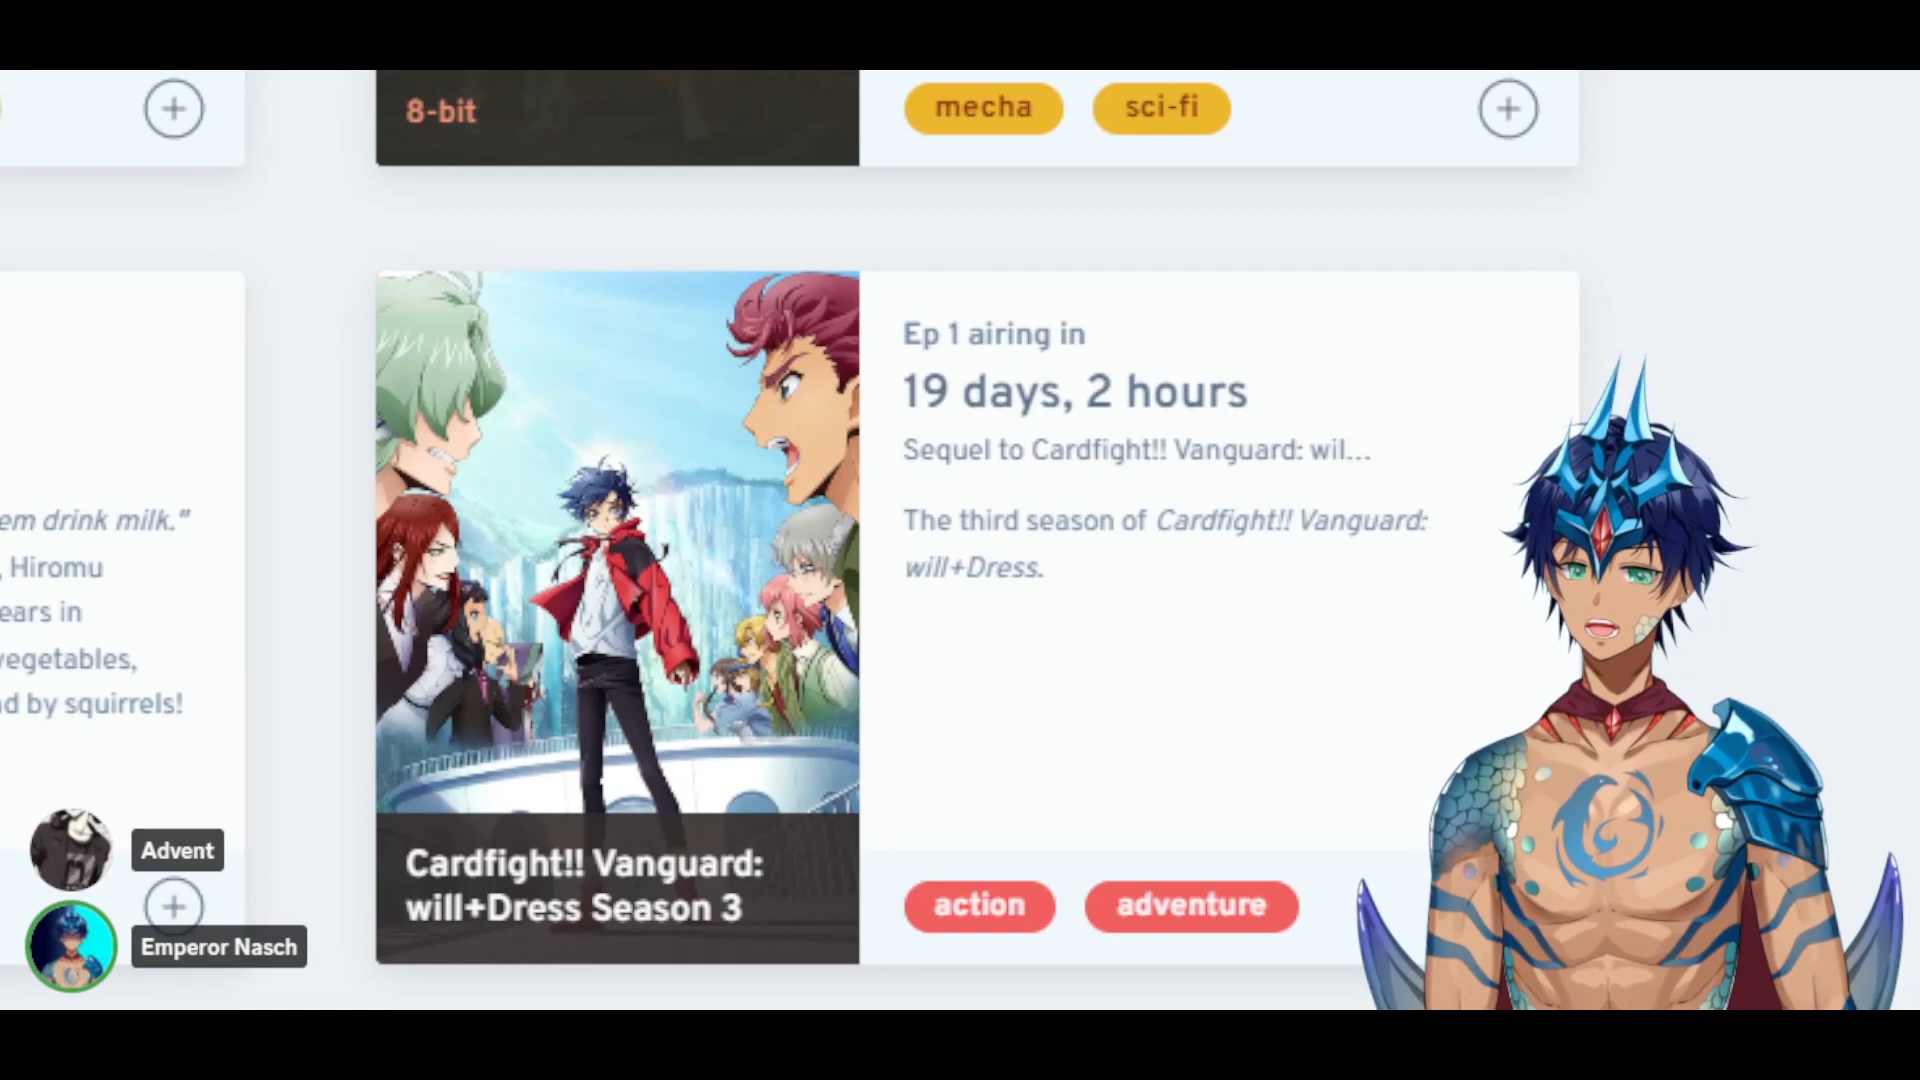 8-bit
mecha
sci-fi
em drink milk."
, Hiromu
ears in
vegetables,
d by squirrels!
Cardfight!! Vanguard:
will+Dress Season 3
Ep 1 airing in
19 days, 2 hours
Sequel to Cardfight!! Vanguard: wil...
The third season of Cardfight!! Vanguard:
will+Dress.
action
adventure
Advent
Emperor Nasch